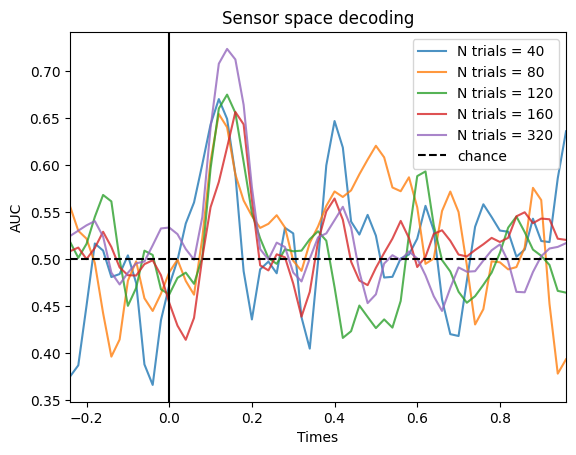 Sensor space decoding
N trials = 40
N trials = 80
N trials = 120
N trials = 160
N trials = 320
chance
AUC
0.70
0.65
0.60
0.55
0.50
0.45
0.40
0.35
−0.2 0.0 0.2 0.4 0.6 0.8
Times